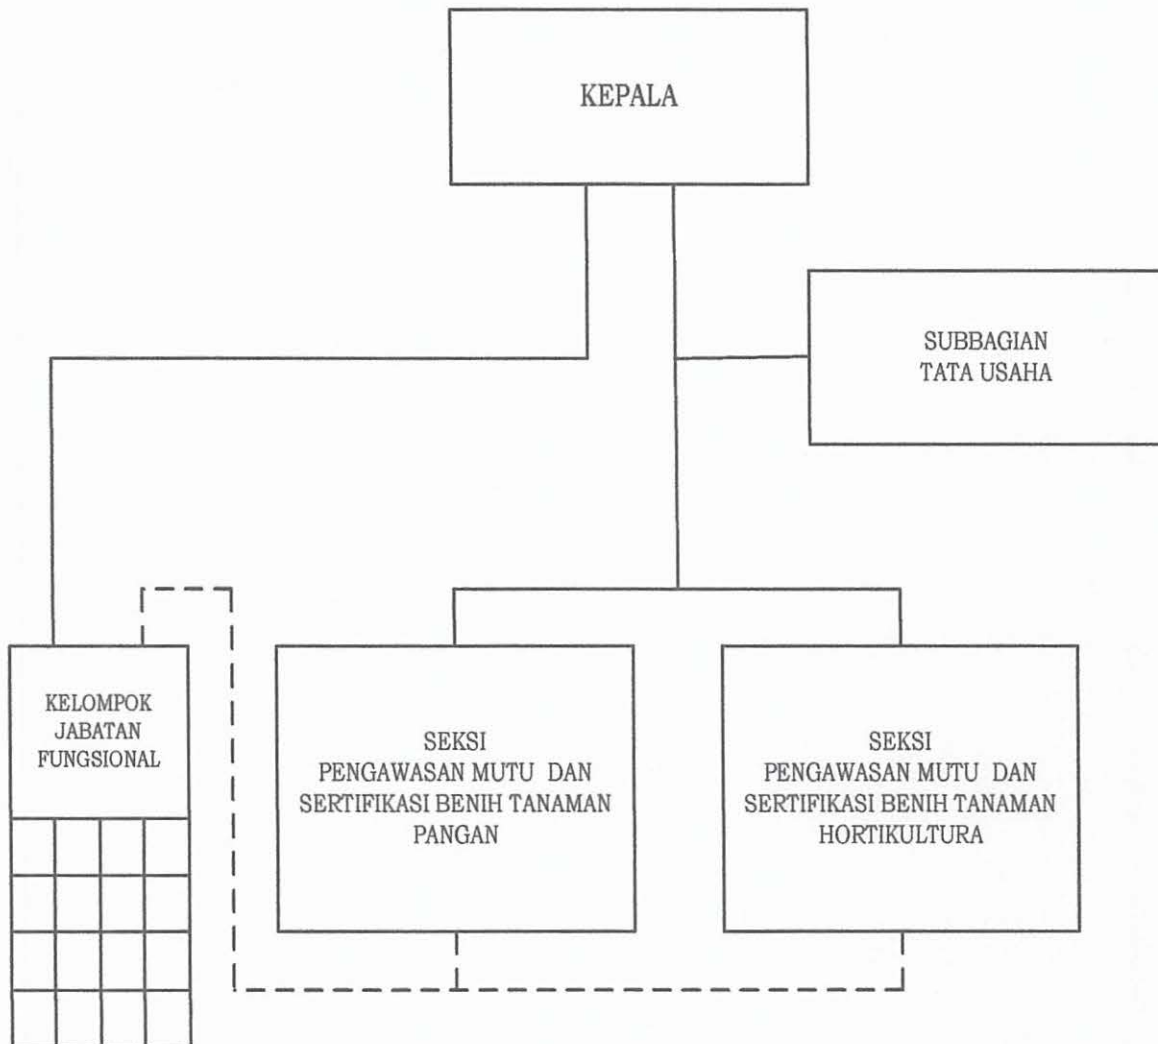 KEPALA
SUBBAGIAN
TATA USAHA
KELOMPOK
JABATAN
FUNGSIONAL
SEKSI
PENGAWASAN MUTU DAN
SERTIFIKASI BENIH TANAMAN
PANGAN
SEKSI
PENGAWASAN MUTU DAN
SERTIFIKASI BENIH TANAMAN
HORTIKULTURA